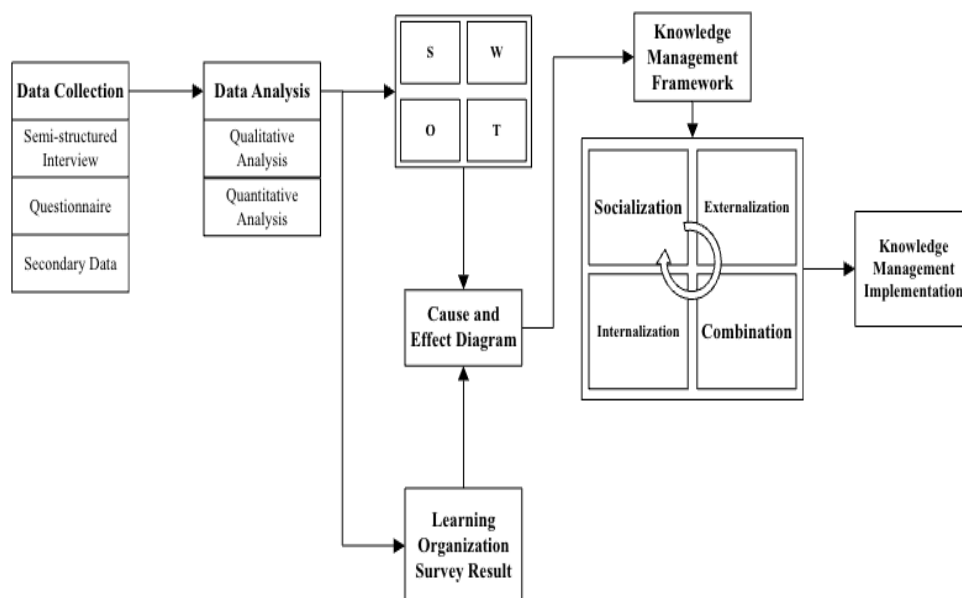 Data Collection
Semi-structured
Interview
Questionnaire
Secondary Data
Data Analysis
Qualitative
Analysis
Quantitative
Analysis
S
W
O
T
Cause and
Effect Diagram
Learning
Organization
Survey Result
Knowledge
Management
Framework
Socialization
Externalization
Internalization
Combination
Knowledge
Management
Implementation